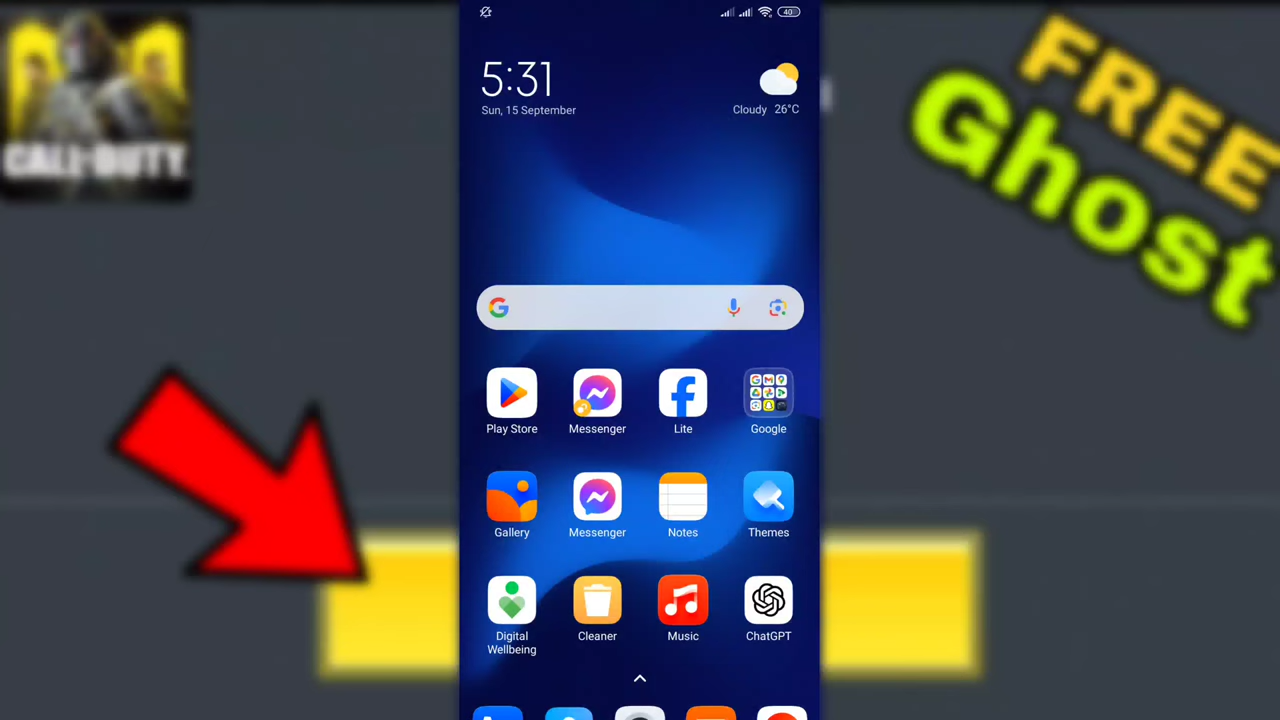 40
5:31
Sun, 15 September
Cloudy 26°C
CALL DUTY
FREE
Ghost
Play Store
Messenger
Lite
Google
Gallery
Messenger
Notes
Themes
Digital
Wellbeing
Cleaner
Music
ChatGPT